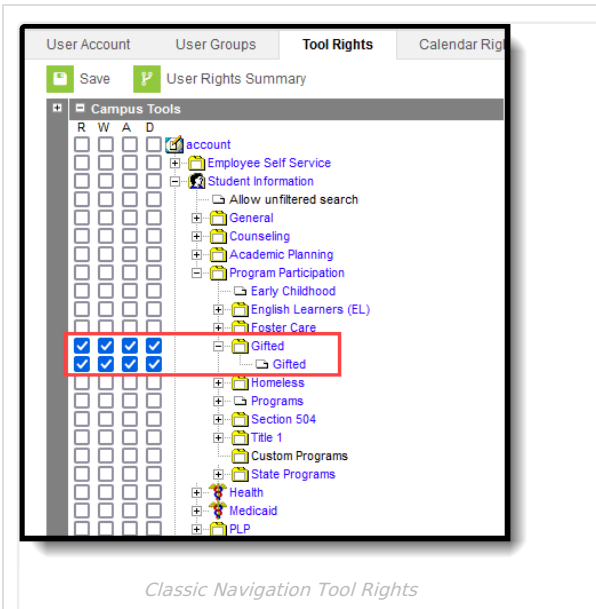 User Account User Groups Tool Rights Calendar Rig
Save User Rights Summary
Campus Tools
R W A D
account
Employee Self Service
Student Information
Allow unfiltered search
General
Counseling
Academic Planning
Program Participation
Early Childhood
English Learners (EL)
Foster Care
Gifted
Gifted
Homeless
Programs
Section 504
Title 1
Custom Programs
State Programs
Health
Medicaid
PLP
Classic Navigation Tool Rights